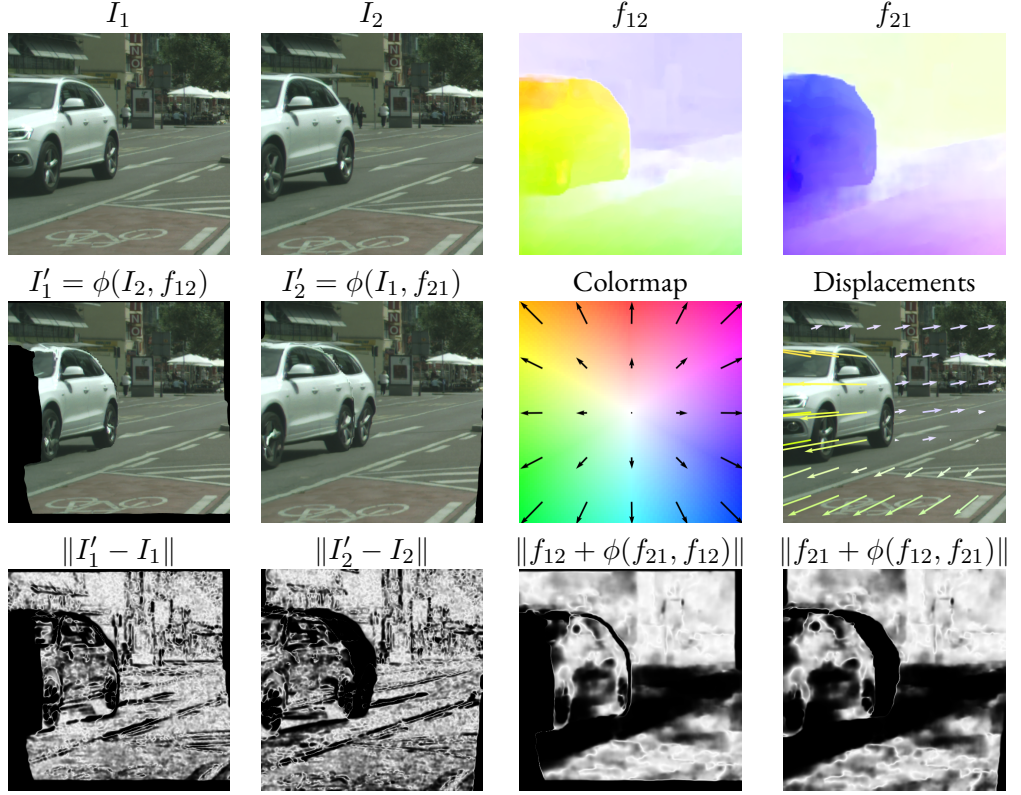 I₁ I₂ f₁₂ f₂₁
I′₁ = ϕ(I₂, f₁₂) I′₂ = ϕ(I₁, f₂₁) Colormap Displacements
‖I′₁ − I₁‖ ‖I′₂ − I₂‖ ‖f₁₂ + ϕ(f₂₁, f₁₂)‖ ‖f₂₁ + ϕ(f₁₂, f₂₁)‖